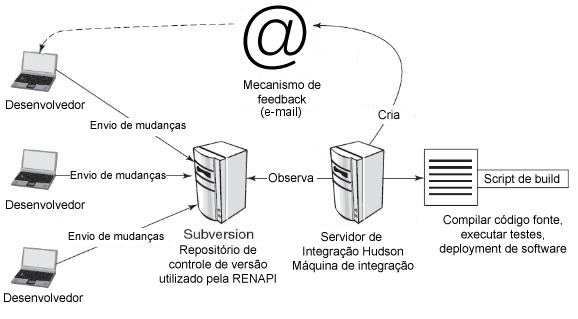 @
Mecanismo de
feedback
(e-mail)
Desenvolvedor
Cria
Envio de mudanças
Envio de mudanças
Observa
Script de build
Desenvolvedor
Envio de mudanças
Subversion
Repositório de
controle de versão
utilizado pela RENAPI
Servidor de
Integração Hudson
Máquina de integração
Compilar código fonte,
executar testes,
deployment de software
Desenvolvedor